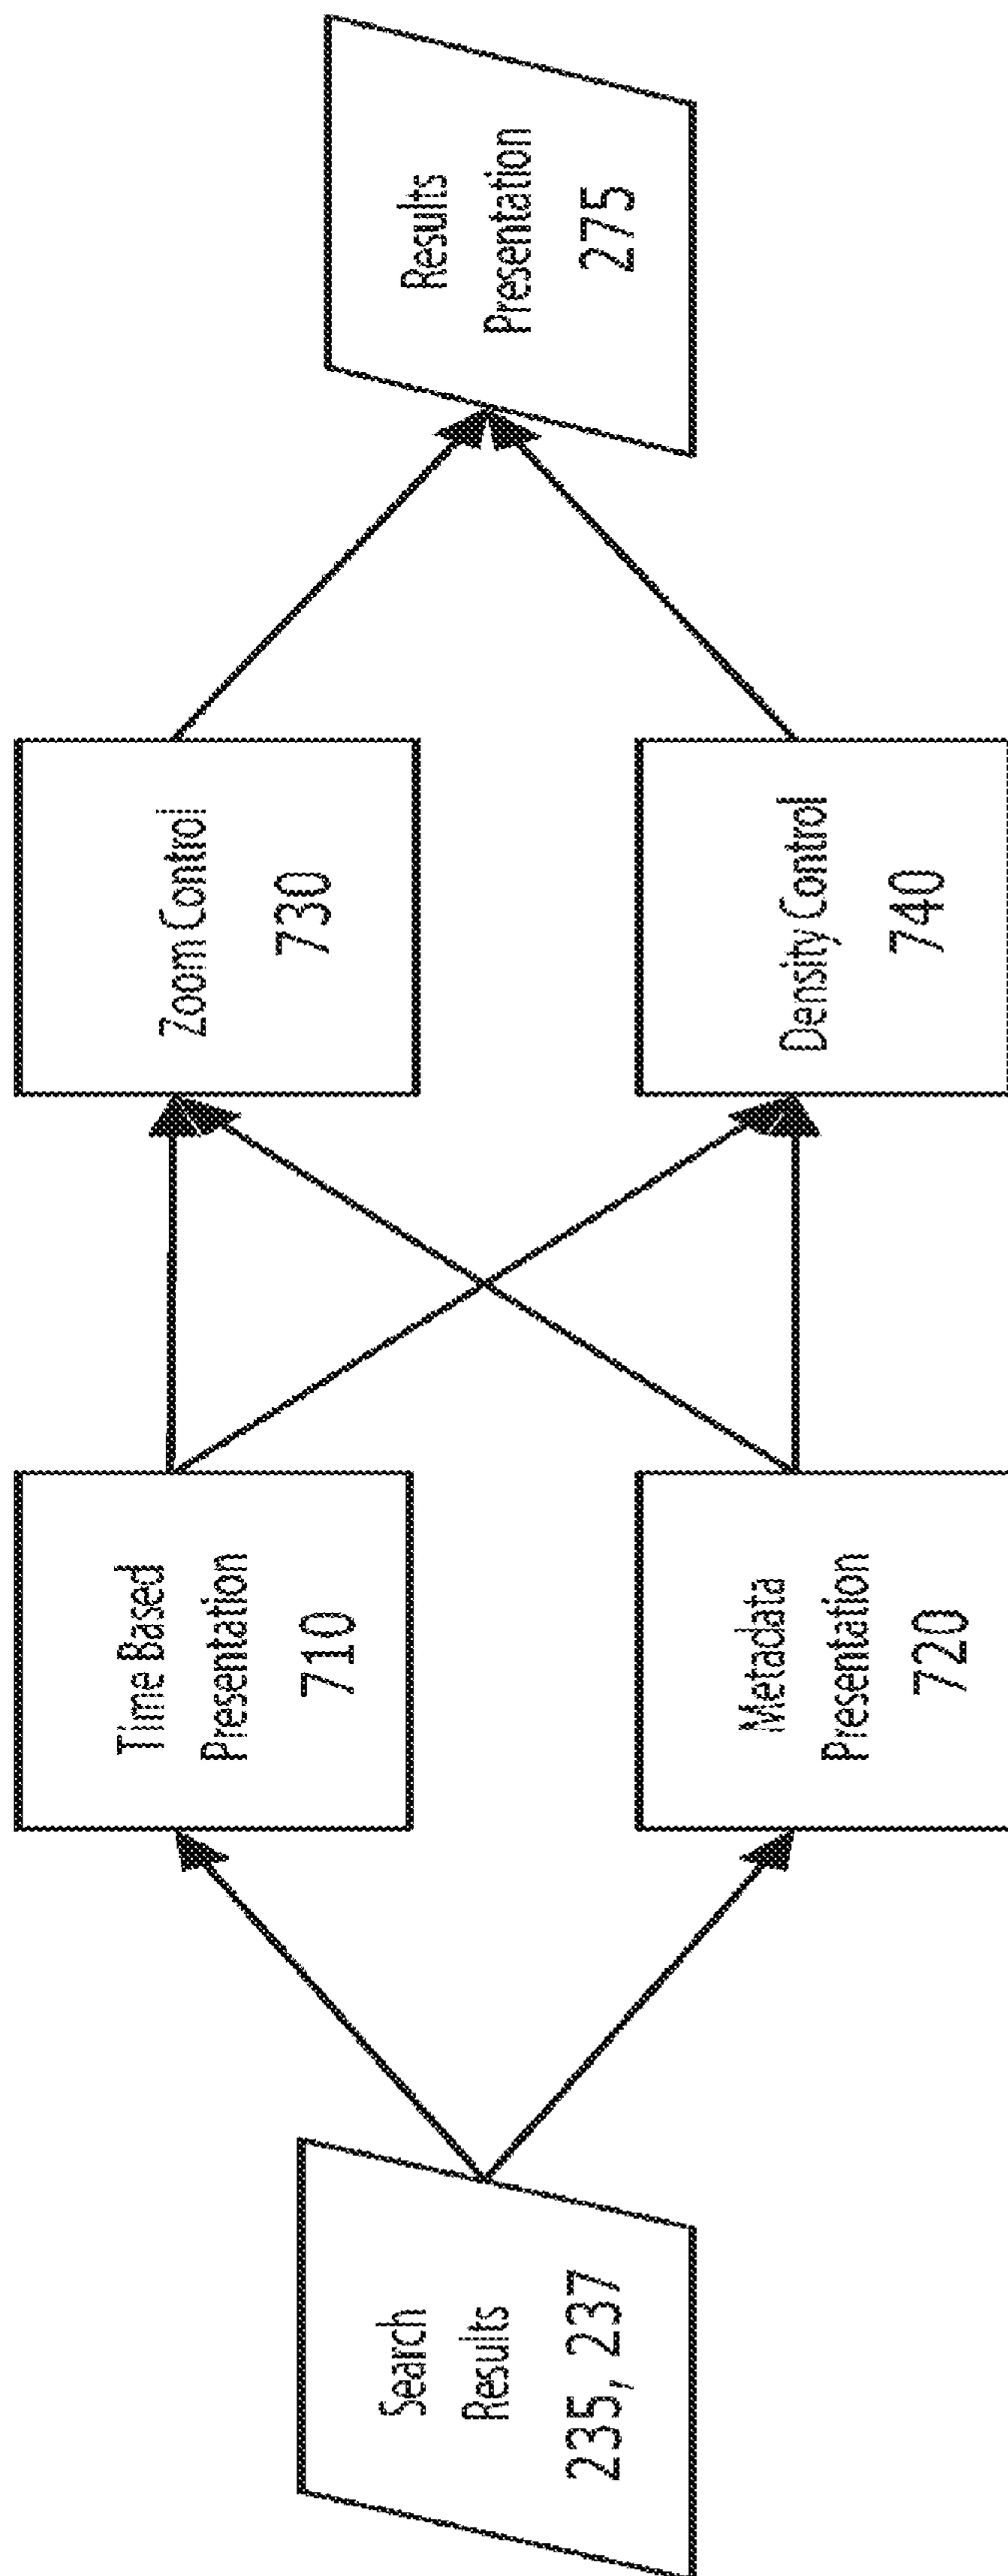 Search
Results
235, 237
Time Based
Presentation
710
Metadata
Presentation
720
Zoom Control
730
Density Control
740
Results
Presentation
275